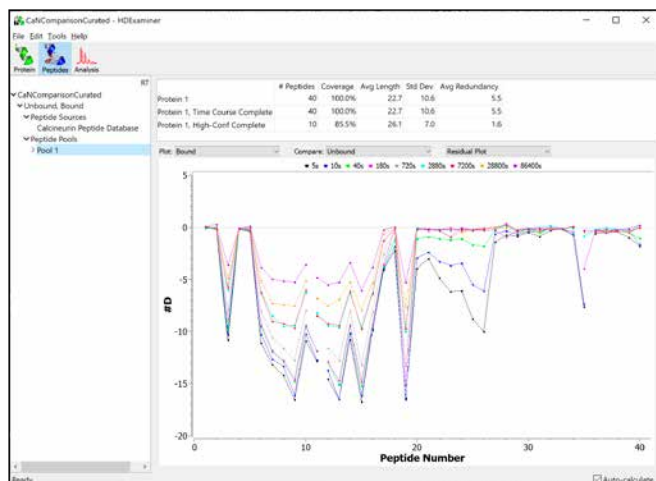 CaNComparisonCurated - HDExaminer
File Edit Tools Help
Protein Peptides Analysis
R7
CaNComparisonCurated
Unbound, Bound
Peptide Sources
Calcineurin Peptide Database
Peptide Pools
Pool 1
# Peptides Coverage Avg Length Std Dev Avg Redundancy
Protein 1 40 100.0% 22.7 10.6 5.5
Protein 1, Time Course Complete 40 100.0% 22.7 10.6 5.5
Protein 1, High-Conf Complete 10 85.5% 26.1 7.0 1.6
Plot: Bound Compare: Unbound Residual Plot
5s 10s 40s 180s 720s 2880s 7200s 28800s 86400s
5
0
-5
-10
-15
-20
#D
0 10 20 30 40
Peptide Number
Ready
Auto-calculate